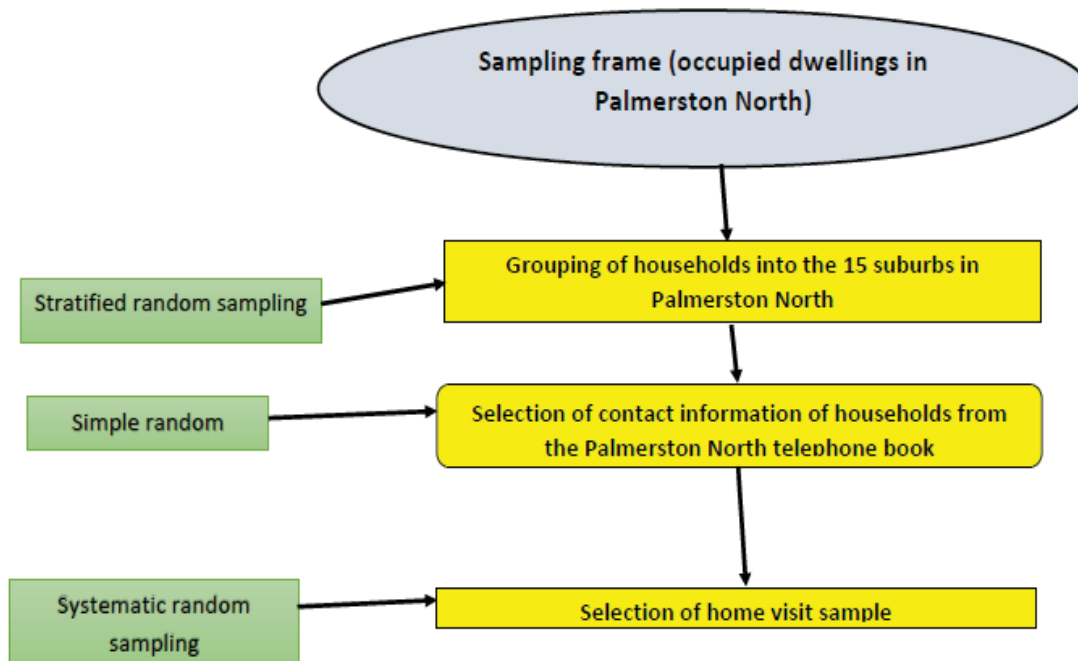 Sampling frame (occupied dwellings in
Palmerston North)
Grouping of households into the 15 suburbs in
Palmerston North
Stratified random sampling
Selection of contact information of households from
the Palmerston North telephone book
Simple random
Selection of home visit sample
Systematic random
sampling